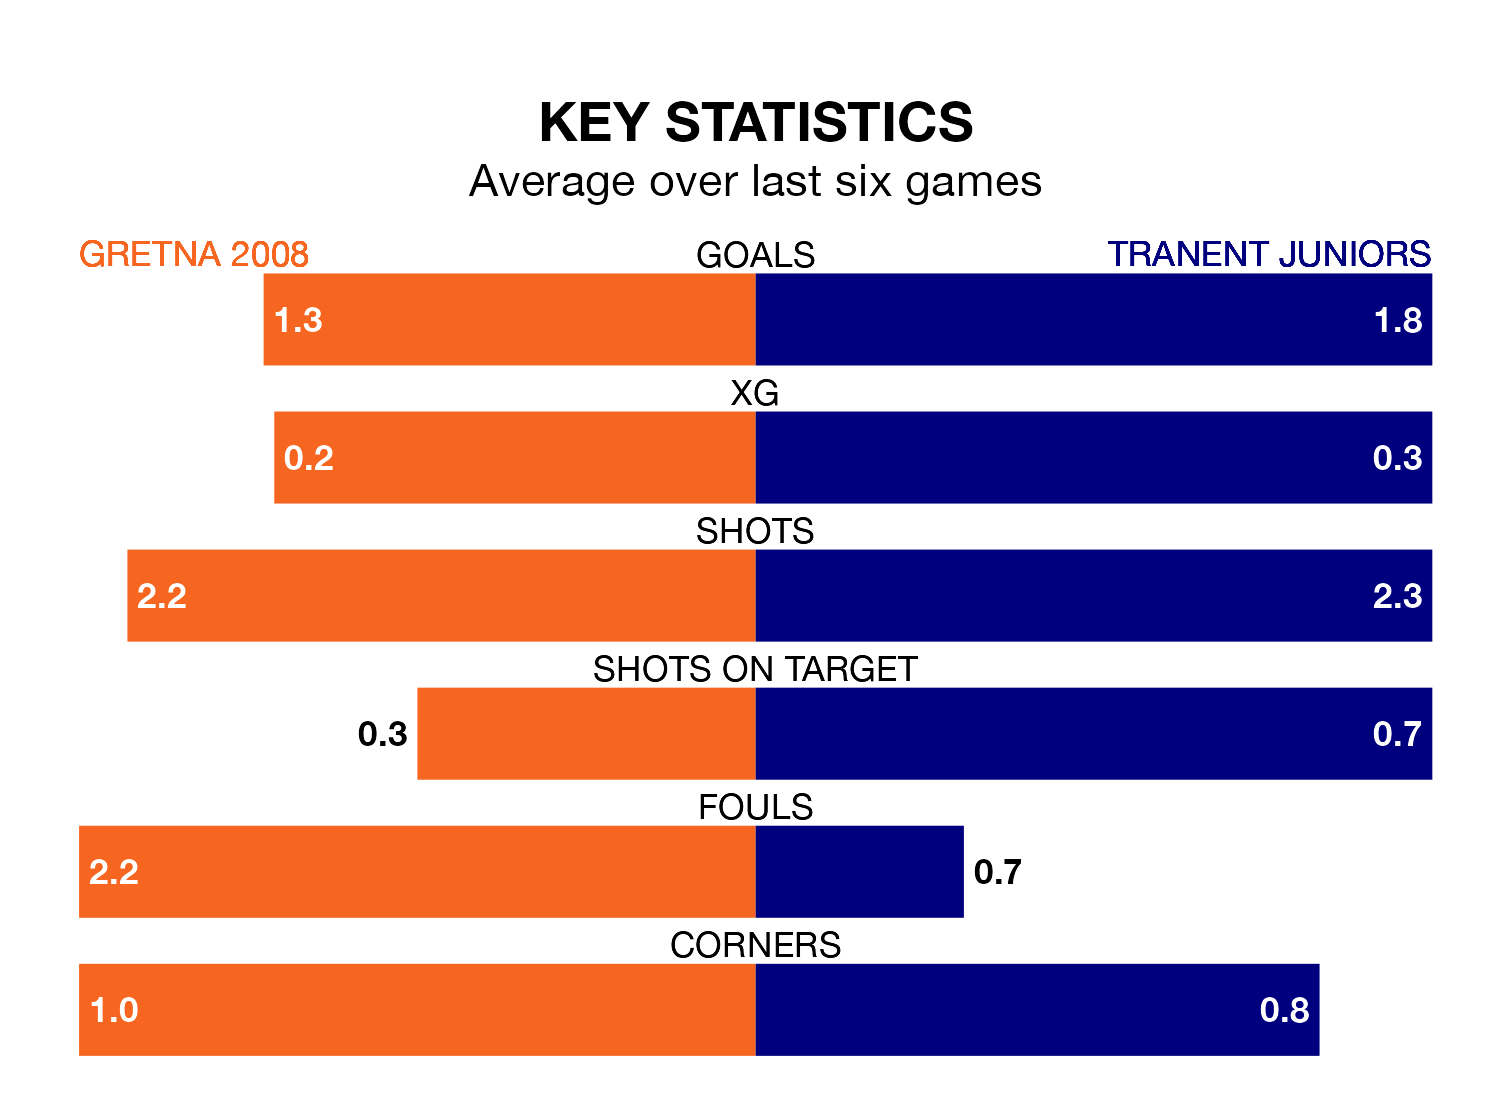 KEY STATISTICS
Average over last six games
GRETNA 2008 GOALS TRANENT JUNIORS
1.3 1.8
XG
0.2 0.3
SHOTS
2.2 2.3
SHOTS ON TARGET
0.3 0.7
FOULS
2.2 0.7
CORNERS
1.0 0.8